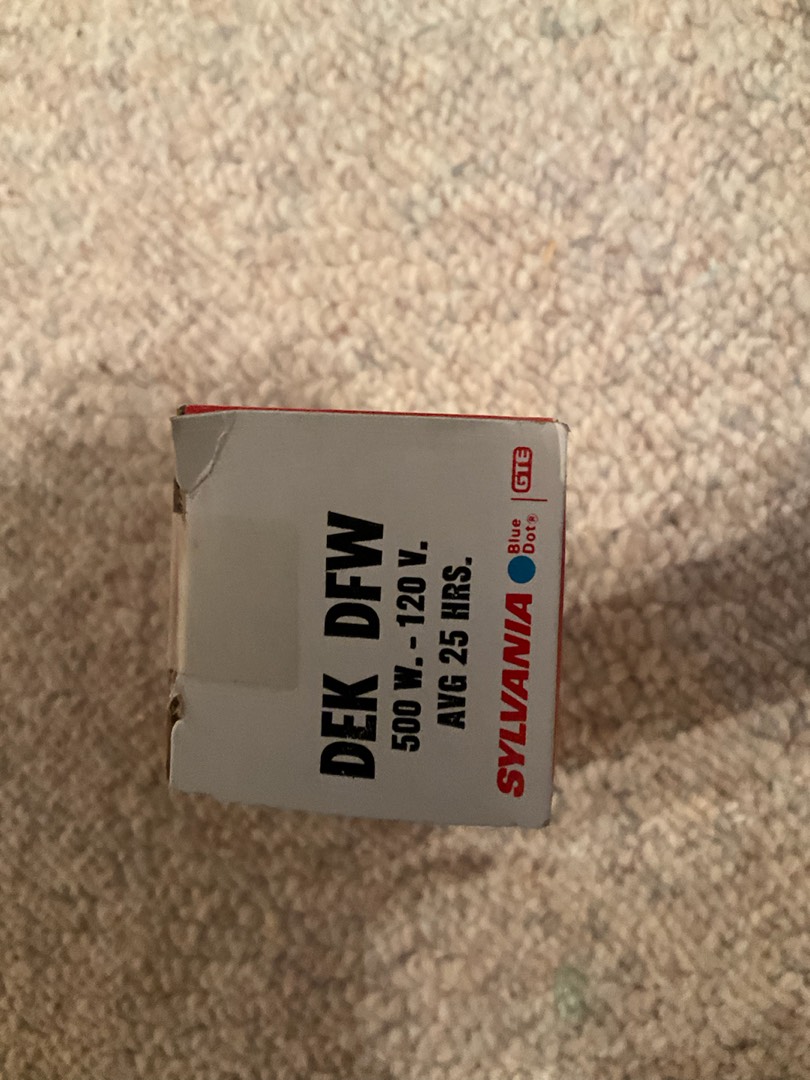 DEK DFW
500 W. - 120 V.
AVG 25 HRS.
SYLVANIA Blue Dot® | GTE